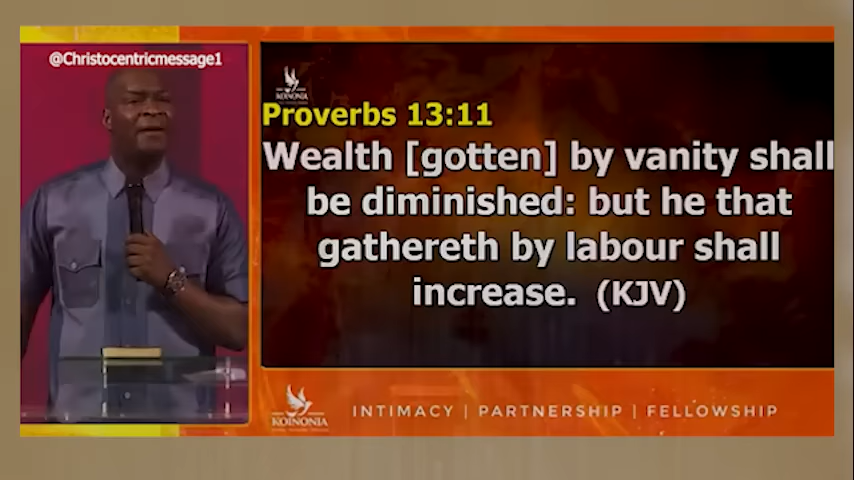 @Christocentricmessage1
KOINONIA
Proverbs 13:11
Wealth [gotten] by vanity shall
be diminished: but he that
gathereth by labour shall
increase. (KJV)
KOINONIA
INTIMACY | PARTNERSHIP | FELLOWSHIP